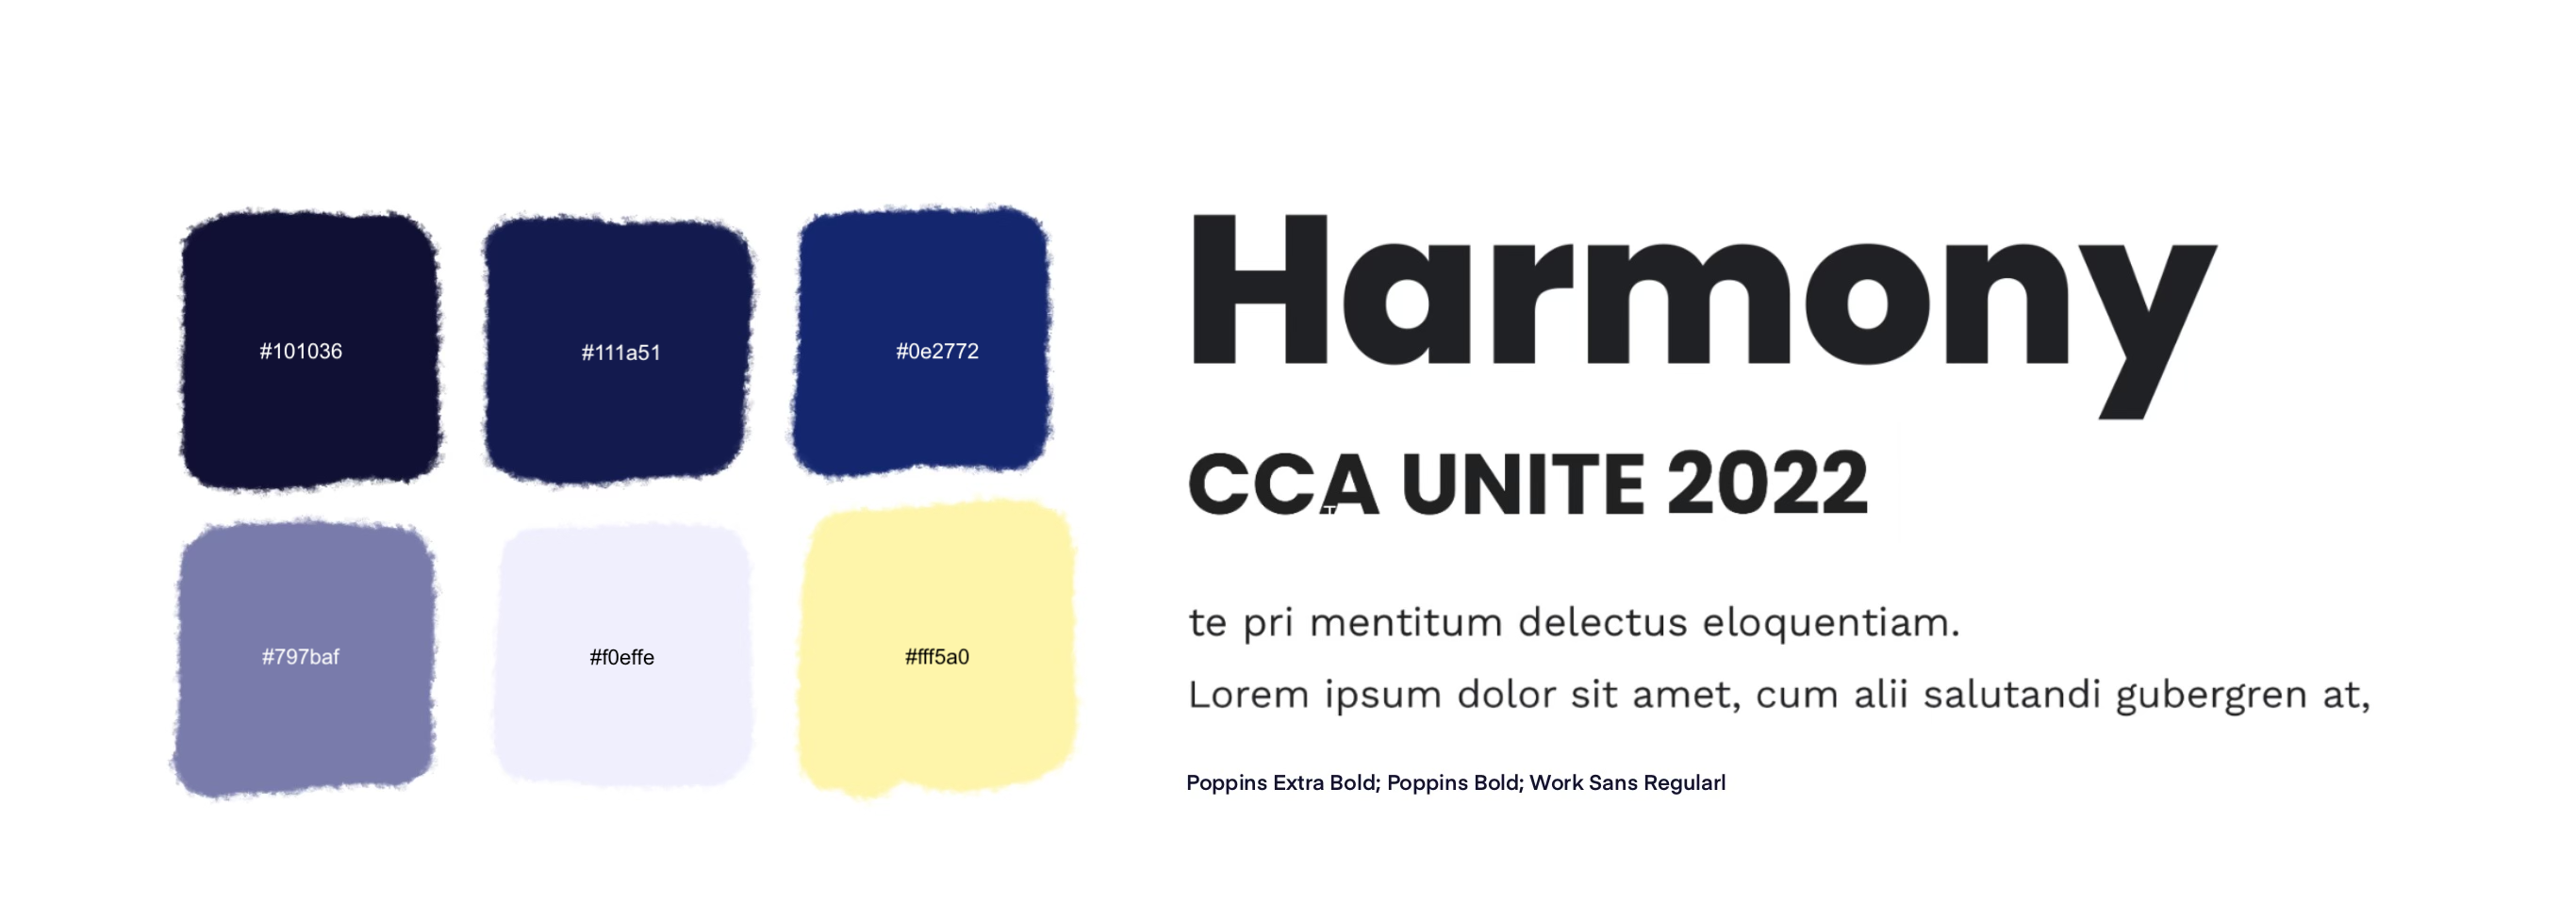 #101036
#111a51
#0e2772
#797baf
#f0effe
#fff5a0
Harmony
CCA UNITE 2022
te pri mentitum delectus eloquentiam.
Lorem ipsum dolor sit amet, cum alii salutandi gubergren at,
Poppins Extra Bold; Poppins Bold; Work Sans Regularl